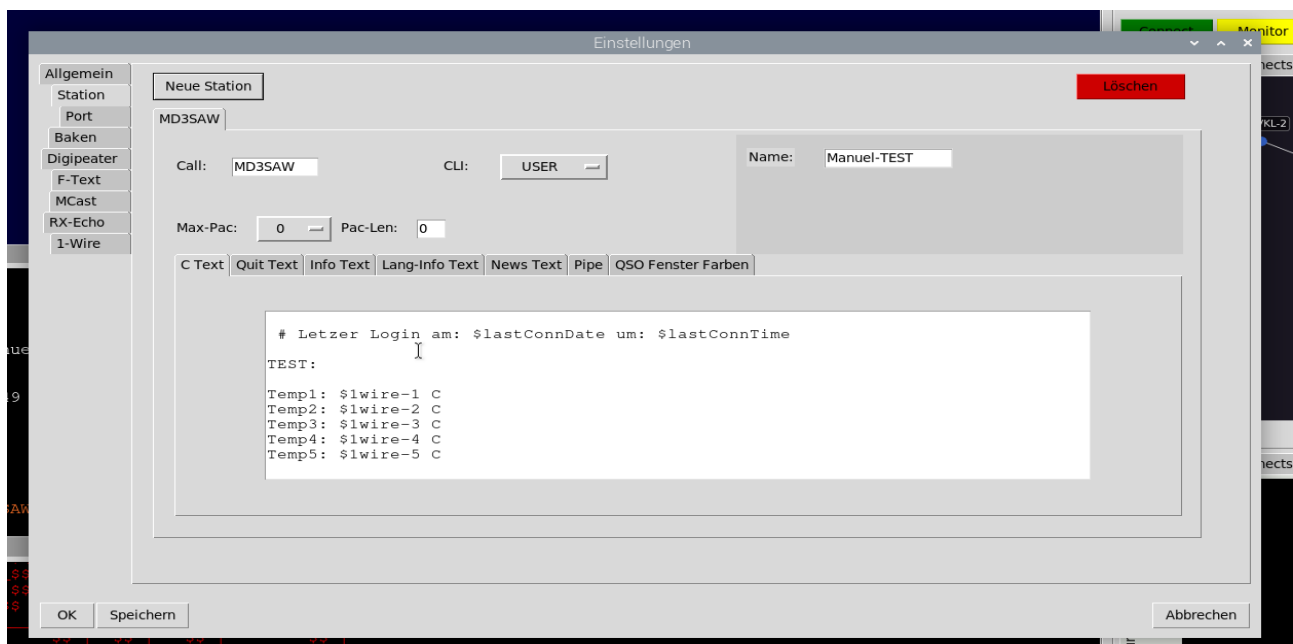 Connect Monitor
Einstellungen
Allgemein
Station
Port
Baken
Digipeater
F-Text
MCast
RX-Echo
1-Wire
Neue Station Löschen
MD3SAW
Call: MD3SAW CLI: USER Name: Manuel-TEST
Max-Pac: 0 Pac-Len: 0
C Text Quit Text Info Text Lang-Info Text News Text Pipe QSO Fenster Farben
# Letzer Login am: $lastConnDate um: $lastConnTime
TEST:
Temp1: $1wire-1 C
Temp2: $1wire-2 C
Temp3: $1wire-3 C
Temp4: $1wire-4 C
Temp5: $1wire-5 C
OK Speichern Abbrechen